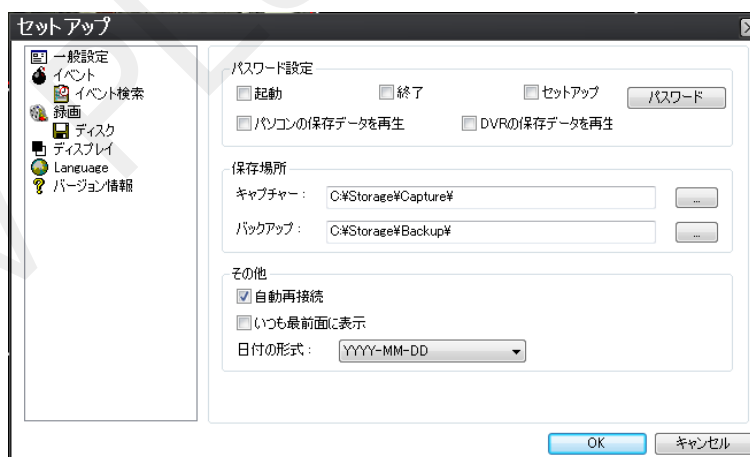 セットアップ
一般設定
イベント
イベント検索
録画
ディスク
ディスプレイ
Language
バージョン情報
パスワード設定
起動 終了 セットアップ パスワード
パソコンの保存データを再生 DVRの保存データを再生
保存場所
キャプチャー： C:¥Storage¥Capture¥ ...
バックアップ： C:¥Storage¥Backup¥ ...
その他
自動再接続
いつも最前面に表示
日付の形式： YYYY-MM-DD
OK キャンセル